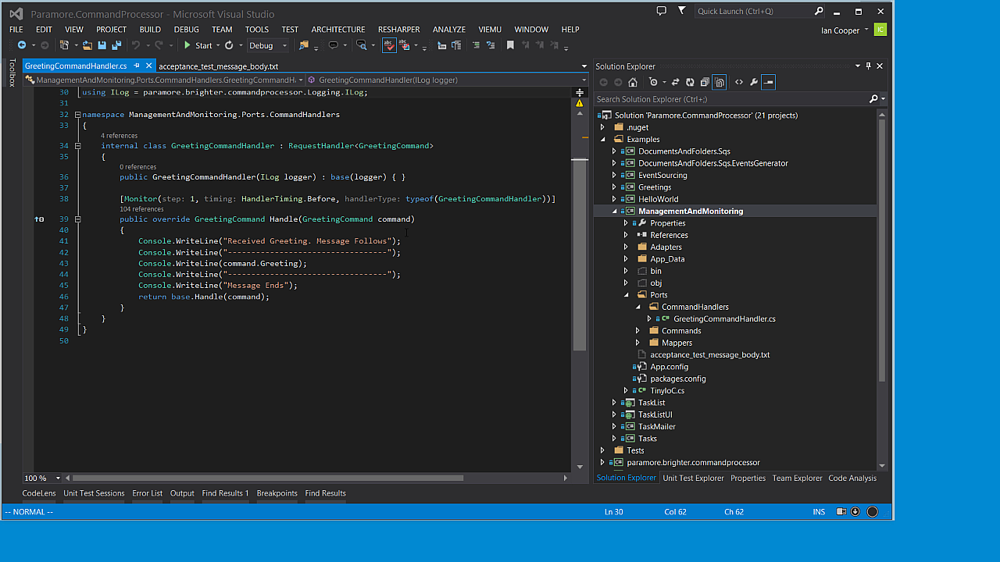 Paramore.CommandProcessor - Microsoft Visual Studio
Quick Launch (Ctrl+Q)
FILE EDIT VIEW PROJECT BUILD DEBUG TEAM TOOLS TEST ARCHITECTURE RESHARPER ANALYZE VIEMU WINDOW HELP
Ian Cooper IC
Start Debug
Toolbox
GreetingCommandHandler.cs acceptance_test_message_body.txt
ManagementAndMonitoring.Ports.CommandHandlers.GreetingCommandH GreetingCommandHandler(ILog logger)
30 using ILog = paramore.brighter.commandprocessor.Logging.ILog;
31
32 namespace ManagementAndMonitoring.Ports.CommandHandlers
33 {
4 references
34 internal class GreetingCommandHandler : RequestHandler<GreetingCommand>
35 {
0 references
36 public GreetingCommandHandler(ILog logger) : base(logger) { }
37
38 [Monitor(step: 1, timing: HandlerTiming.Before, handlerType: typeof(GreetingCommandHandler))]
104 references
39 public override GreetingCommand Handle(GreetingCommand command)
40 {
41 Console.WriteLine("Received Greeting. Message Follows");
42 Console.WriteLine("----------------------------------");
43 Console.WriteLine(command.Greeting);
44 Console.WriteLine("----------------------------------");
45 Console.WriteLine("Message Ends");
46 return base.Handle(command);
47 }
48 }
49 }
50
100 %
Solution Explorer
Search Solution Explorer (Ctrl+;)
Solution 'Paramore.CommandProcessor' (21 projects)
.nuget
Examples
DocumentsAndFolders.Sqs
DocumentsAndFolders.Sqs.EventsGenerator
EventSourcing
Greetings
HelloWorld
ManagementAndMonitoring
Properties
References
Adapters
App_Data
bin
obj
Ports
CommandHandlers
GreetingCommandHandler.cs
Commands
Mappers
acceptance_test_message_body.txt
App.config
packages.config
TinyIoC.cs
TaskList
TaskListUI
TaskMailer
Tasks
Tests
paramore.brighter.commandprocessor
Solution Explorer Unit Test Explorer Properties Team Explorer Code Analysis
CodeLens Unit Test Sessions Error List Output Find Results 1 Breakpoints Find Results
-- NORMAL -- Ln 30 Col 62 Ch 62 INS